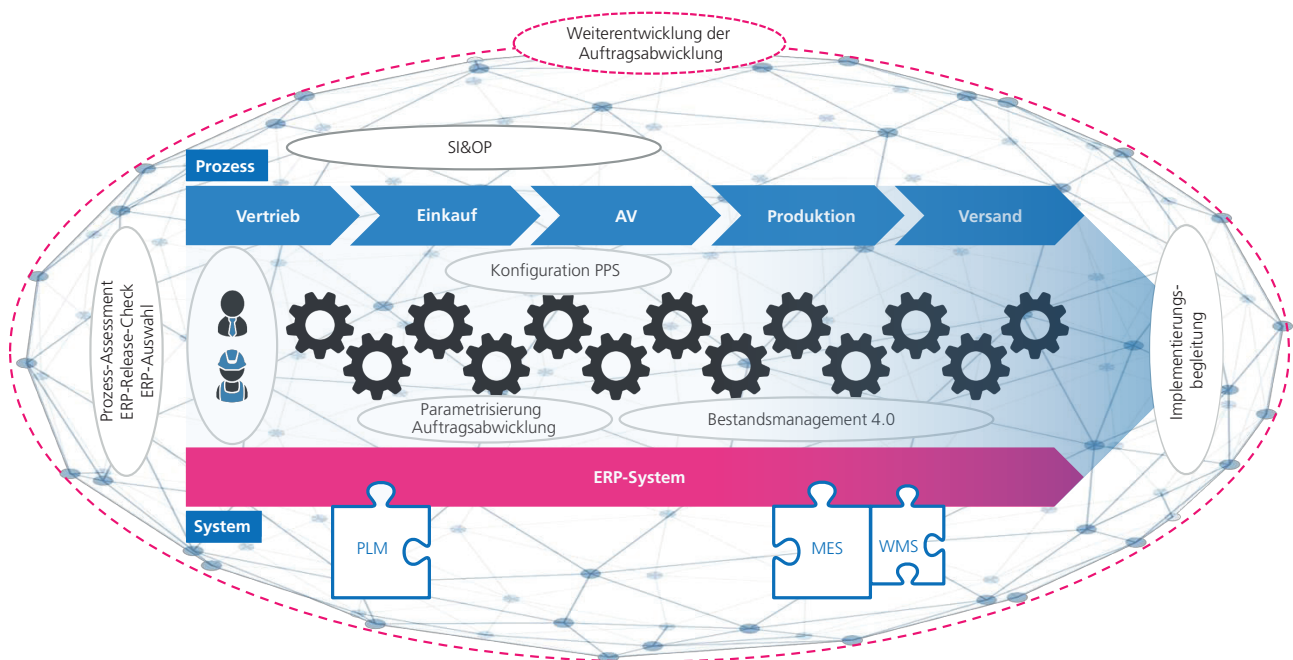 Weiterentwicklung der
Auftragsabwicklung
SI&OP
Prozess
Vertrieb
Einkauf
AV
Produktion
Versand
Konfiguration PPS
Prozess-Assessment
ERP-Release-Check
ERP-Auswahl
Implementierungs-
begleitung
Parametrisierung
Auftragsabwicklung
Bestandsmanagement 4.0
ERP-System
System
PLM
MES
WMS